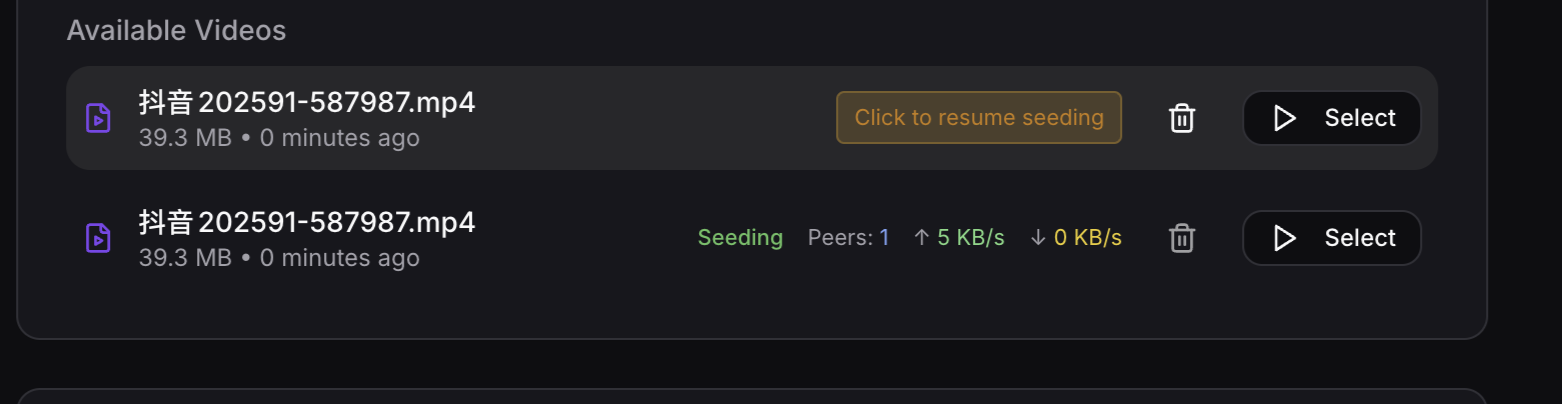 Available Videos
抖音202591-587987.mp4
39.3 MB • 0 minutes ago
Click to resume seeding
Select
抖音202591-587987.mp4
39.3 MB • 0 minutes ago
Seeding Peers: 1 ↑ 5 KB/s ↓ 0 KB/s
Select